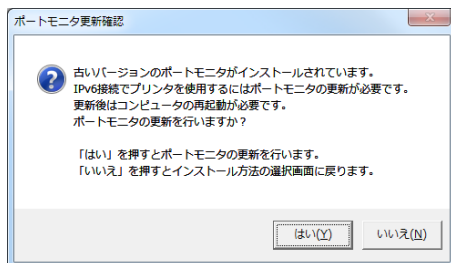 ポートモニタ更新確認
古いバージョンのポートモニタがインストールされています。
IPv6接続でプリンタを使用するにはポートモニタの更新が必要です。
更新後はコンピュータの再起動が必要です。
ポートモニタの更新を行いますか？
「はい」を押すとポートモニタの更新を行います。
「いいえ」を押すとインストール方法の選択画面に戻ります。
はい(Y)
いいえ(N)